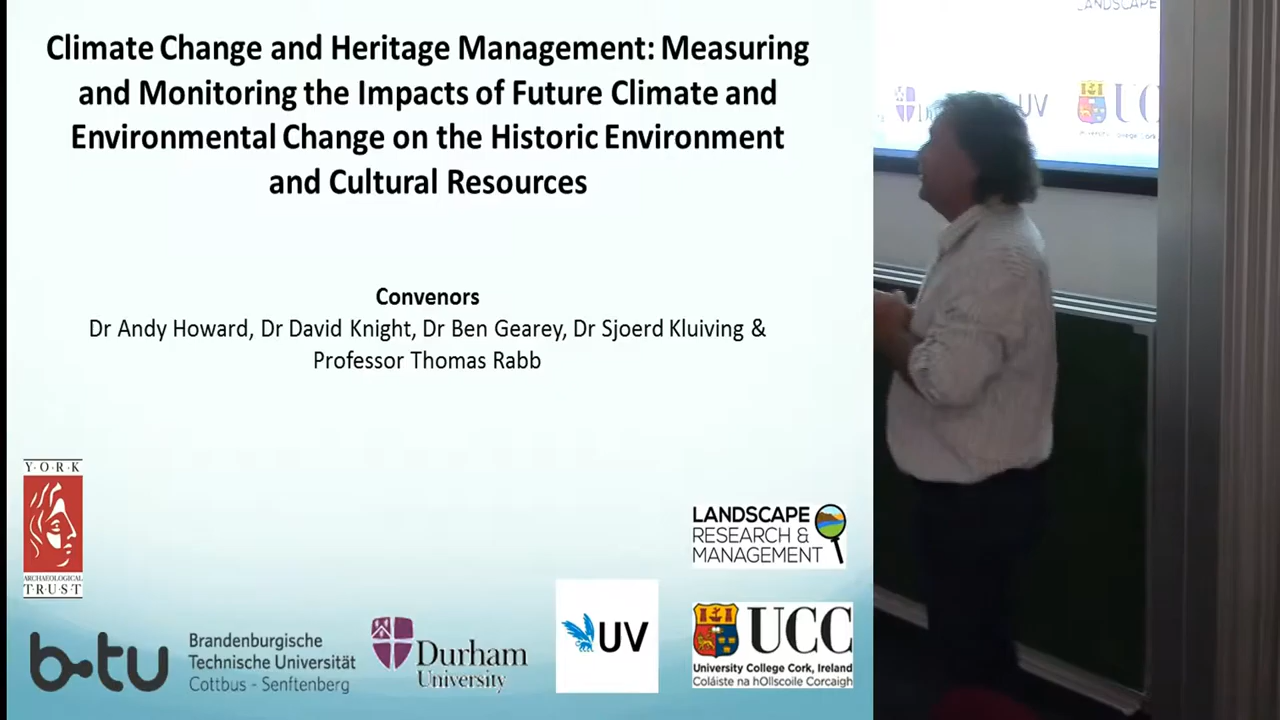 Climate Change and Heritage Management: Measuring
and Monitoring the Impacts of Future Climate and
Environmental Change on the Historic Environment
and Cultural Resources
Convenors
Dr Andy Howard, Dr David Knight, Dr Ben Gearey, Dr Sjoerd Kluiving &
Professor Thomas Rabb
Y·O·R·K
ARCHAEOLOGICAL
T·R·U·S·T
LANDSCAPE
RESEARCH &
MANAGEMENT
b-tu
Brandenburgische
Technische Universität
Cottbus - Senftenberg
Durham
University
UV
UCC
University College Cork, Ireland
Coláiste na hOllscoile Corcaigh
LANDSCAPE
UV